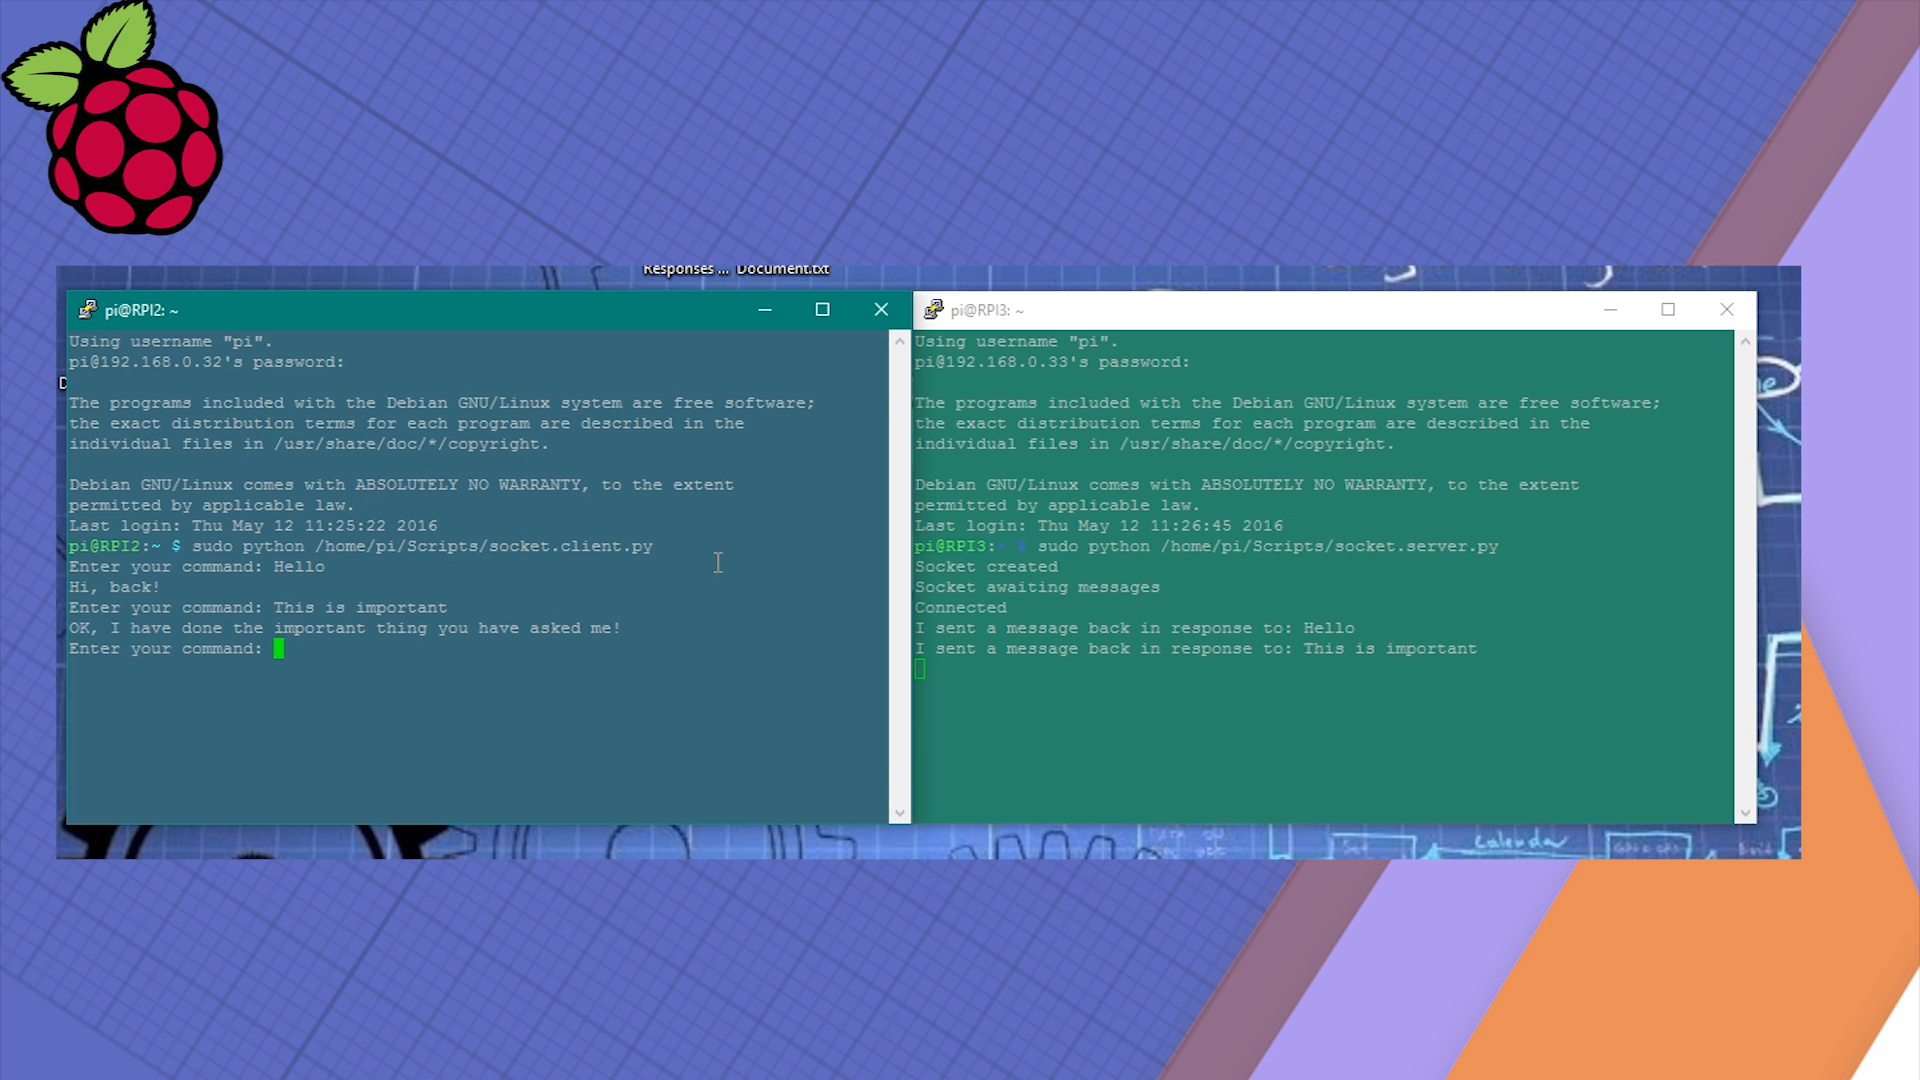 Responses ... Document.txt
pi@RPI2: ~
Using username "pi".
pi@192.168.0.32's password:
The programs included with the Debian GNU/Linux system are free software;
the exact distribution terms for each program are described in the
individual files in /usr/share/doc/*/copyright.
Debian GNU/Linux comes with ABSOLUTELY NO WARRANTY, to the extent
permitted by applicable law.
Last login: Thu May 12 11:25:22 2016
pi@RPI2:~ $ sudo python /home/pi/Scripts/socket.client.py
Enter your command: Hello
Hi, back!
Enter your command: This is important
OK, I have done the important thing you have asked me!
Enter your command:
pi@RPI3: ~
Using username "pi".
pi@192.168.0.33's password:
The programs included with the Debian GNU/Linux system are free software;
the exact distribution terms for each program are described in the
individual files in /usr/share/doc/*/copyright.
Debian GNU/Linux comes with ABSOLUTELY NO WARRANTY, to the extent
permitted by applicable law.
Last login: Thu May 12 11:26:45 2016
pi@RPI3:~ $ sudo python /home/pi/Scripts/socket.server.py
Socket created
Socket awaiting messages
Connected
I sent a message back in response to: Hello
I sent a message back in response to: This is important
Calendar